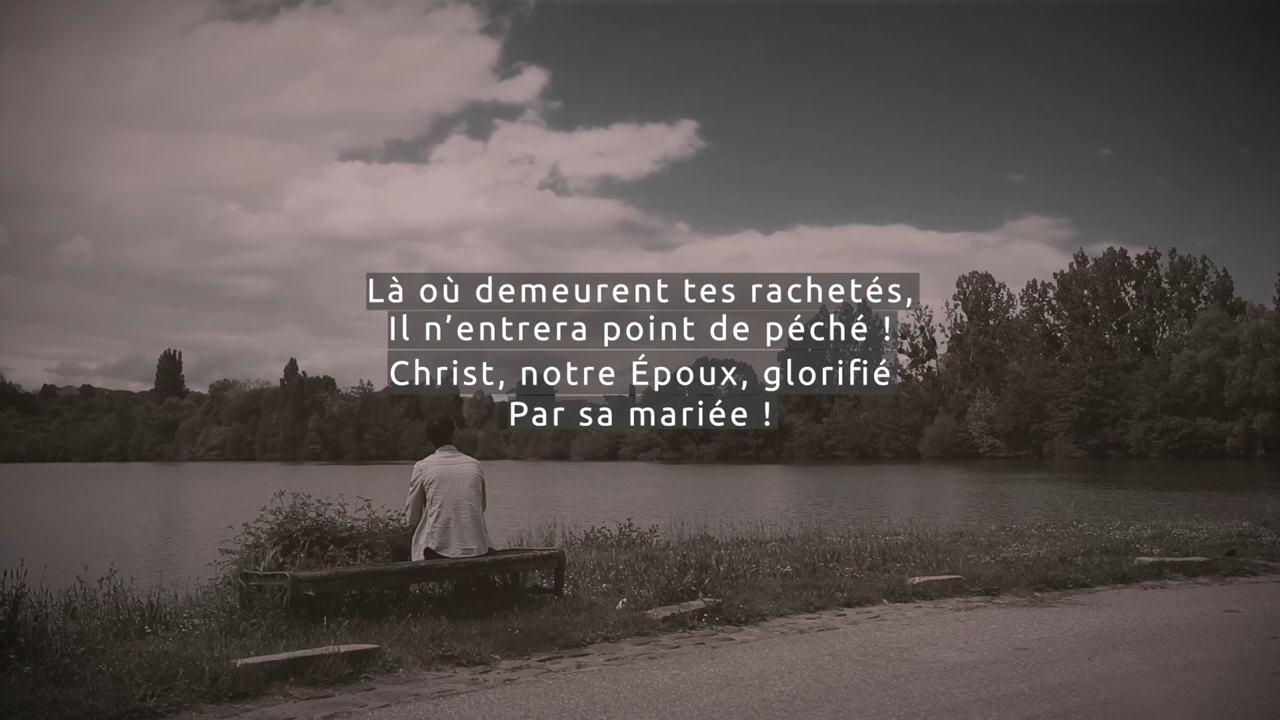 Là où demeurent tes rachetés,
Il n’entrera point de péché !
Christ, notre Époux, glorifié
Par sa mariée !